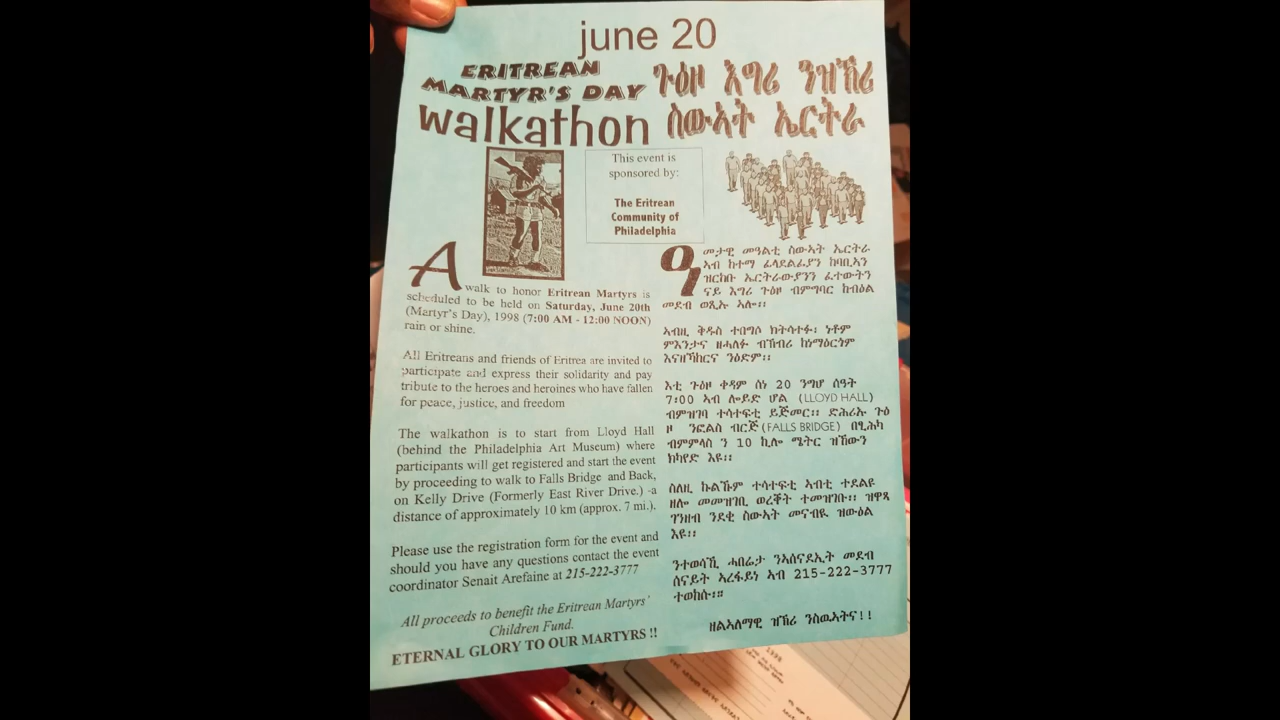 june 20
ERITREAN
MARTYR'S DAY
walkathon
ጉዕዞ እግሪ ንዝኽሪ
ስውኣት ኤርትራ
This event is
sponsored by:
The Eritrean
Community of
Philadelphia
A walk to honor Eritrean Martyrs is
scheduled to be held on Saturday, June 20th
(Martyr's Day), 1998 (7:00 AM - 12:00 NOON)
rain or shine.
All Eritreans and friends of Eritrea are invited to
participate and express their solidarity and pay
tribute to the heroes and heroines who have fallen
for peace, justice, and freedom
The walkathon is to start from Lloyd Hall
(behind the Philadelphia Art Museum) where
participants will get registered and start the event
by proceeding to walk to Falls Bridge and Back,
on Kelly Drive (Formerly East River Drive.) -a
distance of approximately 10 km (approx. 7 mi.).
Please use the registration form for the event and
should you have any questions contact the event
coordinator Senait Arefaine at 215-222-3777
All proceeds to benefit the Eritrean Martyrs'
Children Fund.
ETERNAL GLORY TO OUR MARTYRS !!
ዓመታዊ መዓልቲ ስውኣት ኤርትራ
ኣብ ከተማ ፊላደልፊያን ከባቢኣን
ዝርከቡ ኤርትራውያንን ፈተውትን
ናይ እግሪ ጉዕዞ ብምግባር ክብዕል
መደብ ወጺኡ ኣሎ።
ኣብዚ ቅዱስ ተበግሶ ክትሳተፉ፡ ነቶም
ምእንታና ዘሓለፉ ብኽብሪ ከነማዕርጎም
እናዘኻከርና ንዕድም።
እቲ ጉዕዞ ቀዳም ሰነ 20 ንግሆ ሰዓት
7:00 ኣብ ሎይድ ሆል (LLOYD HALL)
ብምዝገባ ተሳተፍቲ ይጅመር። ድሕሪኡ ጉዕ
ዞ ንፎልስ ብርጅ (FALLS BRIDGE) በጺሕካ
ብምምላስ ን 10 ኪሎ ሜትር ዝኸውን
ክካየድ እዩ።
ስለዚ ኩልኹም ተሳተፍቲ ኣብቲ ተደልዩ
ዘሎ መመዝገቢ ወረቐት ተመዝገቡ። ዝዋጻ
ገንዘብ ንደቂ ስውኣት መናብዪ ዝውዕል
እዩ።
ንተወሳኺ ሓበሬታ ንኣሰናዳኢት መደብ
ሰናይት ኣረፋይነ ኣብ 215-222-3777
ተወከሱ።
ዘልኣለማዊ ዝኽሪ ንስዉኣትና!!
1998